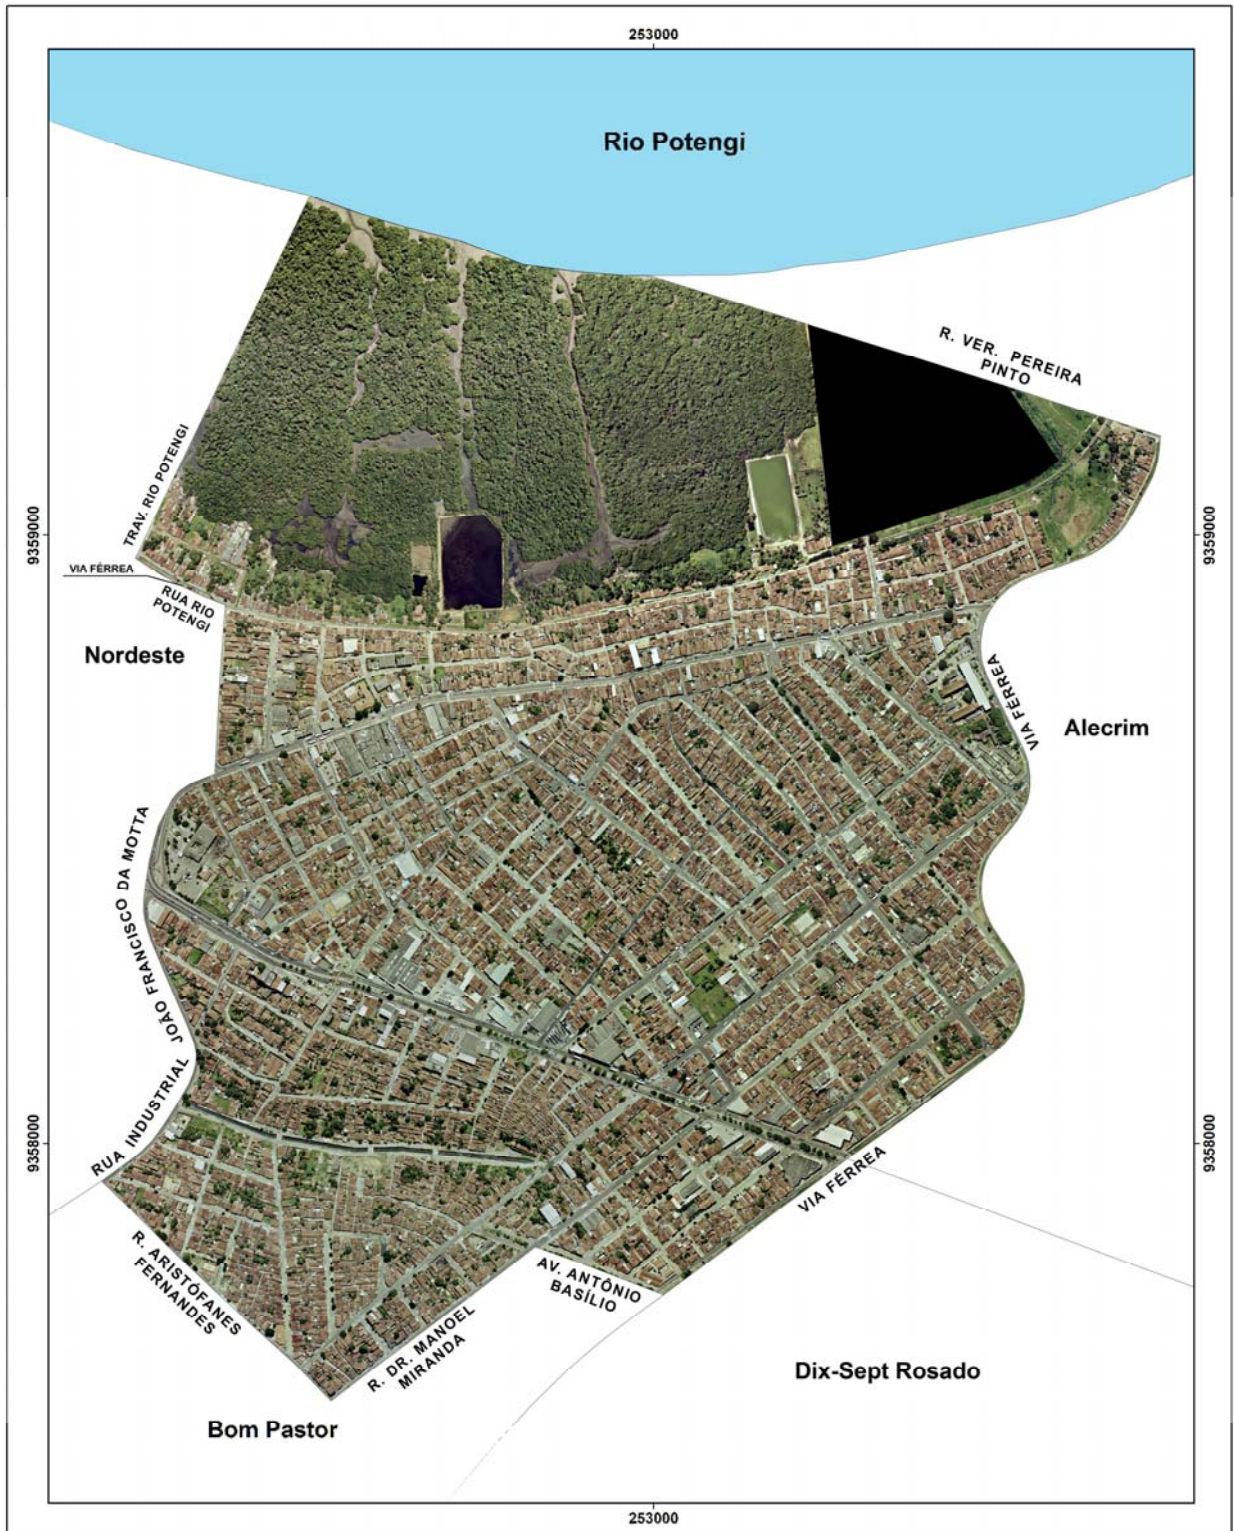 253000
Rio Potengi
R. VER. PEREIRA
PINTO
TRAV. RIO POTENGI
9359000
9359000
VIA FÉRREA
RUA RIO
POTENGI
Nordeste
VIA FÉRREA
Alecrim
RUA INDUSTRIAL JOÃO FRANCISCO DA MOTTA
9358000
9358000
VIA FÉRREA
R. ARISTÓFANES
FERNANDES
AV. ANTÔNIO
BASÍLIO
R. DR. MANOEL
MIRANDA
Dix-Sept Rosado
Bom Pastor
253000